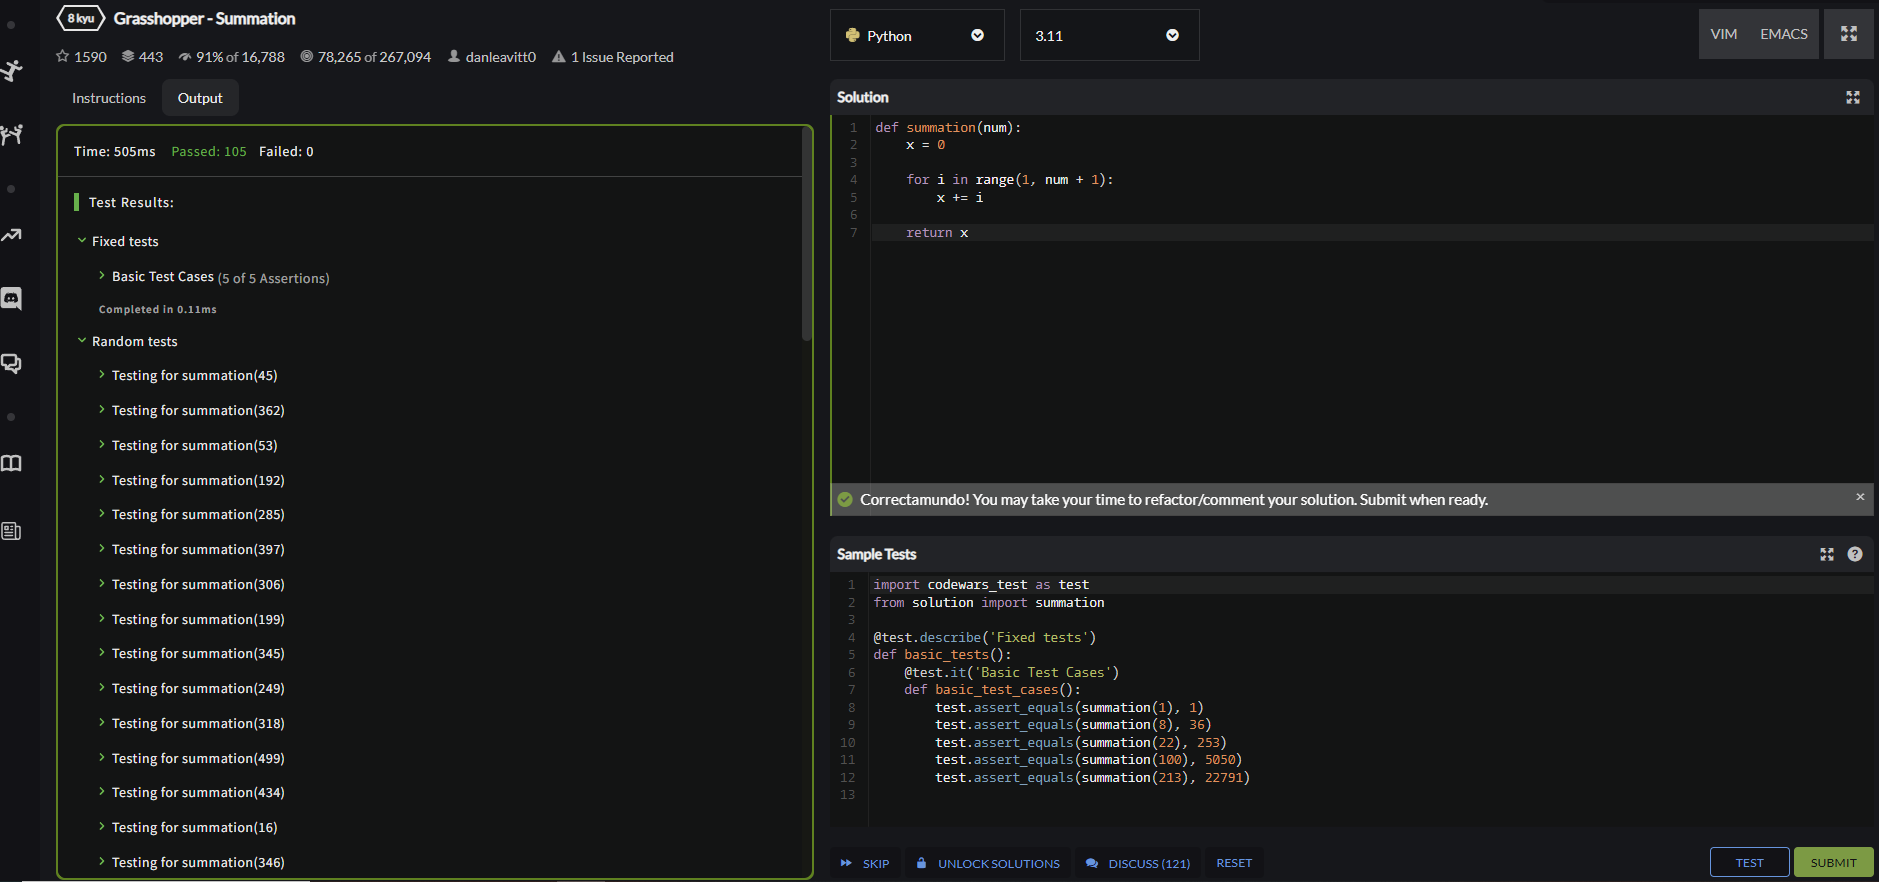 8 kyu Grasshopper - Summation
1590 443 91% of 16,788 78,265 of 267,094 danleavitt0 1 Issue Reported
Instructions Output
Time: 505ms Passed: 105 Failed: 0
Test Results:
Fixed tests
Basic Test Cases (5 of 5 Assertions)
Completed in 0.11ms
Random tests
Testing for summation(45)
Testing for summation(362)
Testing for summation(53)
Testing for summation(192)
Testing for summation(285)
Testing for summation(397)
Testing for summation(306)
Testing for summation(199)
Testing for summation(345)
Testing for summation(249)
Testing for summation(318)
Testing for summation(499)
Testing for summation(434)
Testing for summation(16)
Testing for summation(346)
Python 3.11 VIM EMACS
Solution
1 def summation(num):
2     x = 0
3
4     for i in range(1, num + 1):
5         x += i
6
7     return x
Correctamundo! You may take your time to refactor/comment your solution. Submit when ready. ×
Sample Tests ?
1 import codewars_test as test
2 from solution import summation
3
4 @test.describe('Fixed tests')
5 def basic_tests():
6     @test.it('Basic Test Cases')
7     def basic_test_cases():
8         test.assert_equals(summation(1), 1)
9         test.assert_equals(summation(8), 36)
10         test.assert_equals(summation(22), 253)
11         test.assert_equals(summation(100), 5050)
12         test.assert_equals(summation(213), 22791)
13
SKIP UNLOCK SOLUTIONS DISCUSS (121) RESET TEST SUBMIT